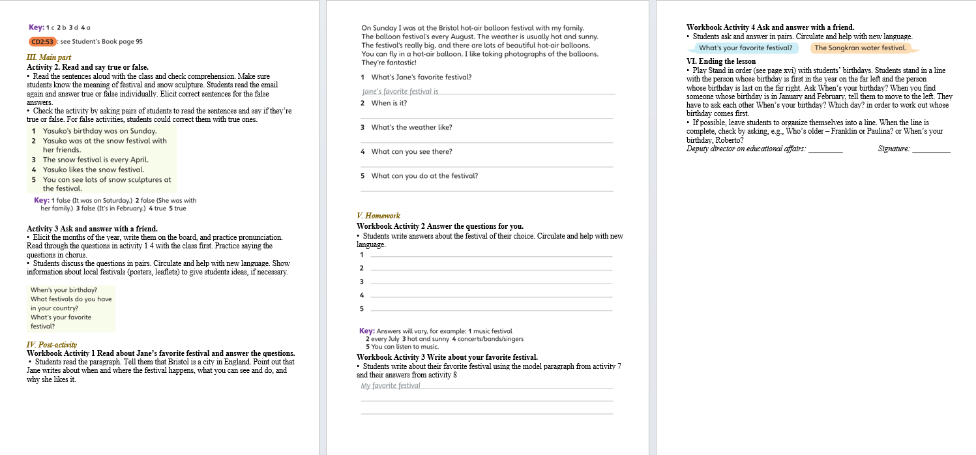 Key: 1 c 2 b 3 d 4 a
CD2:53: see Student's Book page 95
III. Main part
Activity 2. Read and say true or false.
• Read the sentences aloud with the class and check comprehension. Make sure
students know the meaning of festival and snow sculpture. Students read the email
again and answer true or false individually. Elicit correct sentences for the false
answers.
• Check the activity by asking pairs of students to read the sentences and say if they're
true or false. For false activities, students could correct them with true ones.
1 Yasuko's birthday was on Sunday.
2 Yasuko was at the snow festival with
her friends.
3 The snow festival is every April.
4 Yasuko likes the snow festival.
5 You can see lots of snow sculptures at
the festival.
Key: 1 false (It was on Saturday.) 2 false (She was with
her family.) 3 false (It's in February.) 4 true 5 true
Activity 3 Ask and answer with a friend.
• Elicit the months of the year, write them on the board, and practice pronunciation.
Read through the questions in activity 1 4 with the class first. Practice saying the
questions in chorus.
• Students discuss the questions in pairs. Circulate and help with new language. Show
information about local festivals (posters, leaflets) to give students ideas, if necessary.
When's your birthday?
What festivals do you have
in your country?
What's your favorite
festival?
IV. Post-activity
Workbook Activity 1 Read about Jane's favorite festival and answer the questions.
• Students read the paragraph. Tell them that Bristol is a city in England. Point out that
Jane writes about when and where the festival happens, what you can see and do, and
why she likes it.
On Sunday I was at the Bristol hot-air balloon festival with my family.
The balloon festival's every August. The weather is usually hot and sunny.
The festival's really big, and there are lots of beautiful hot-air balloons.
You can fly in a hot-air balloon. I like taking photographs of the balloons.
They're fantastic!
1 What's Jane's favorite festival?
Jane's favorite festival is
2 When is it?
3 What's the weather like?
4 What can you see there?
5 What can you do at the festival?
V. Homework
Workbook Activity 2 Answer the questions for you.
• Students write answers about the festival of their choice. Circulate and help with new
language.
1
2
3
4
5
Key: Answers will vary, for example: 1 music festival
2 every July 3 hot and sunny 4 concerts/bands/singers
5 You can listen to music.
Workbook Activity 3 Write about your favorite festival.
• Students write about their favorite festival using the model paragraph from activity 7
and their answers from activity 8
My favorite festival
Workbook Activity 4 Ask and answer with a friend.
• Students ask and answer in pairs. Circulate and help with new language.
What's your favorite festival? The Songkran water festival.
VI. Ending the lesson
• Play Stand in order (see page xvi) with students' birthdays. Students stand in a line
with the person whose birthday is first in the year on the far left and the person
whose birthday is last on the far right. Ask When's your birthday? When you find
someone whose birthday is in January and February, tell them to move to the left. They
have to ask each other When's your birthday? Which day? in order to work out whose
birthday comes first.
• If possible, leave students to organize themselves into a line. When the line is
complete, check by asking, e.g., Who's older – Franklin or Paulina? or When's your
birthday, Roberto?
Deputy director on educational affairs: ________ Signature: ________